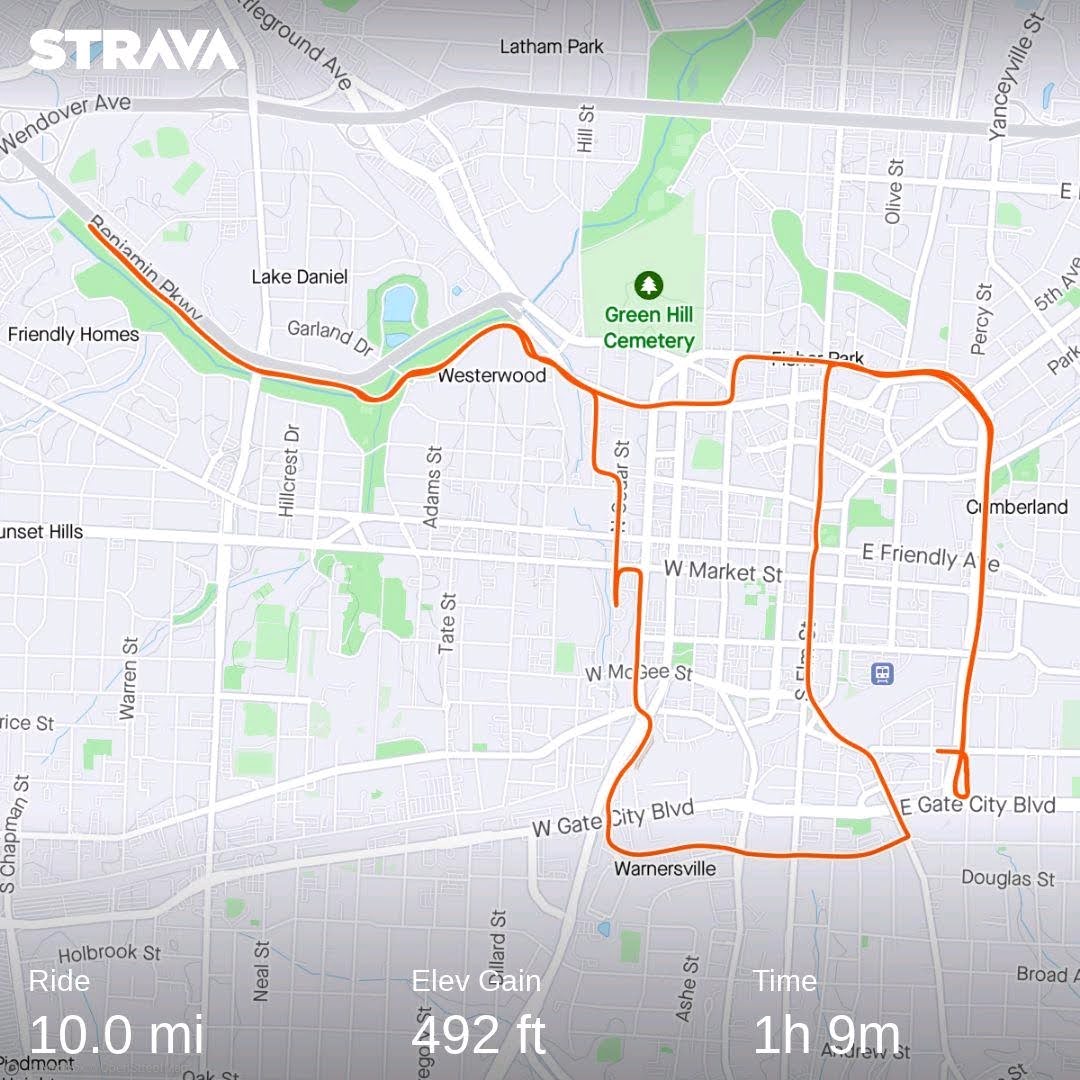 STRAVA
ttleground Ave
Latham Park
Yanceyville St
Wendover Ave
Hill St
Olive St
E
Benjamin Pkwy
Lake Daniel
5th Ave
Percy St
Green Hill
Cemetery
Friendly Homes
Garland Dr
Fisher Park
Park
Westerwood
Hillcrest Dr
Adams St
N Cedar St
Cumberland
unset Hills
E Friendly Ave
W Market St
Tate St
Warren St
S Elm St
W McGee St
rice St
S Chapman St
W Gate City Blvd
E Gate City Blvd
Warnersville
Douglas St
Holbrook St
Neal St
Lillard St
Ashe St
Broad A
Ride
Elev Gain
Time
10.0 mi
492 ft
1h 9m
Andrew St
Piedmont
Oak St